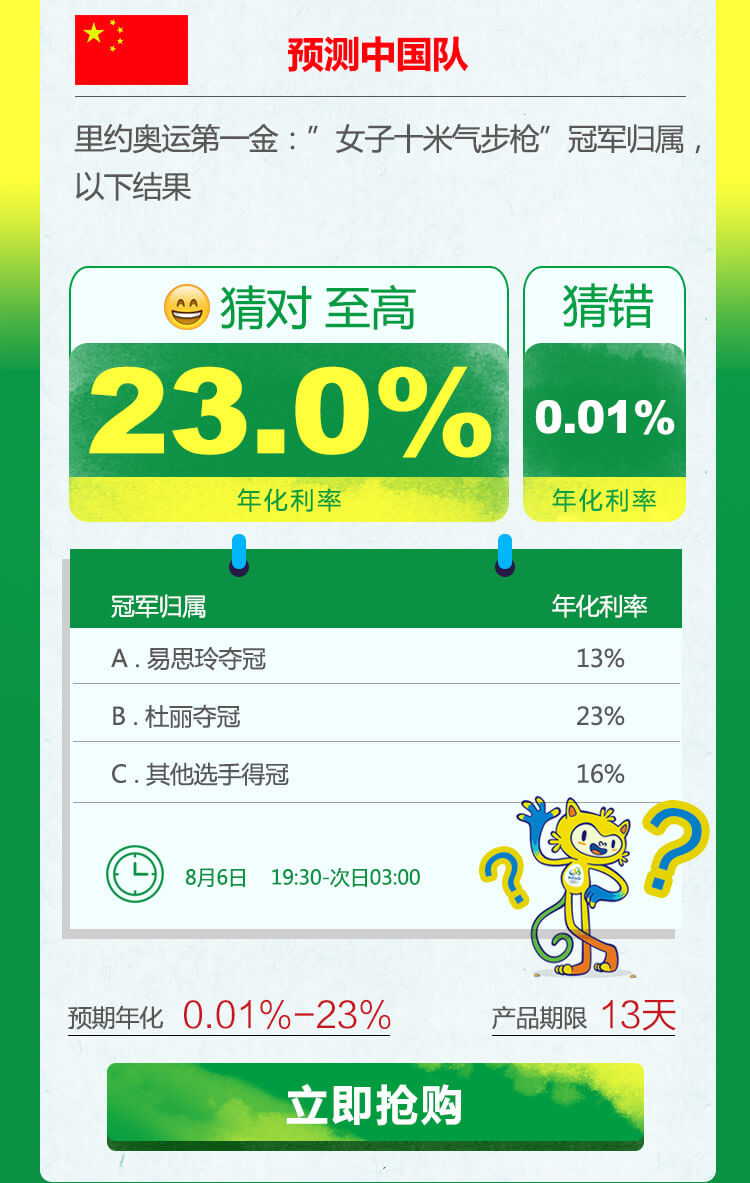 预测中国队
里约奥运第一金：”女子十米气步枪”冠军归属，
以下结果
猜对 至高
猜错
23.0%
0.01%
年化利率
年化利率
冠军归属 年化利率
A . 易思玲夺冠 13%
B . 杜丽夺冠 23%
C . 其他选手得冠 16%
8月6日 19:30-次日03:00
? ?
预期年化 0.01%-23% 产品期限 13天
立即抢购